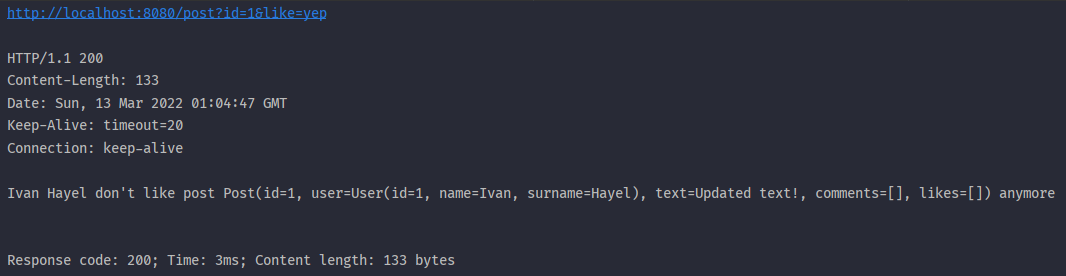 http://localhost:8080/post?id=1&like=yep
HTTP/1.1 200
Content-Length: 133
Date: Sun, 13 Mar 2022 01:04:47 GMT
Keep-Alive: timeout=20
Connection: keep-alive
Ivan Hayel don't like post Post(id=1, user=User(id=1, name=Ivan, surname=Hayel), text=Updated text!, comments=[], likes=[]) anymore
Response code: 200; Time: 3ms; Content length: 133 bytes